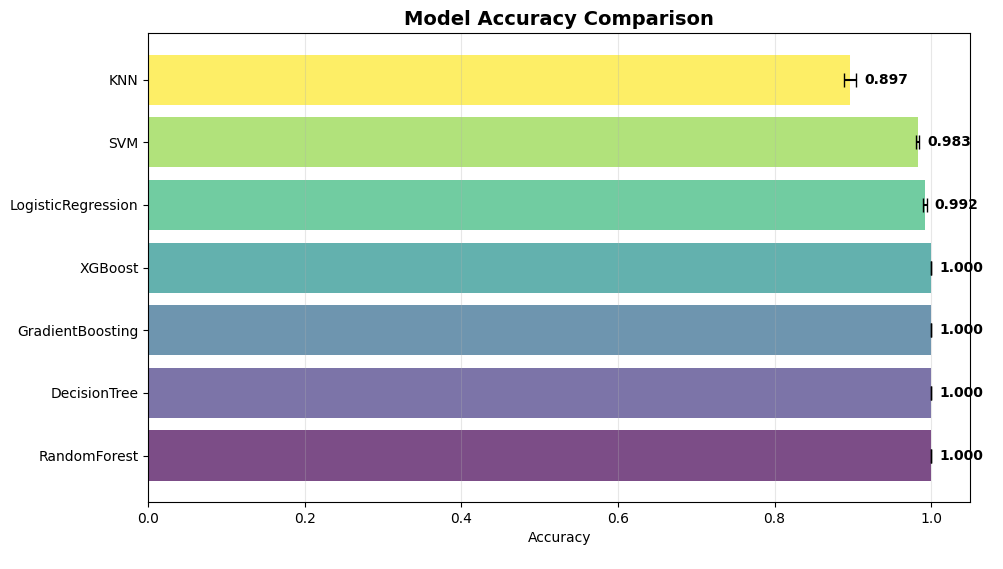 Model Accuracy Comparison
KNN
0.897
SVM
0.983
LogisticRegression
0.992
XGBoost
1.000
GradientBoosting
1.000
DecisionTree
1.000
RandomForest
1.000
0.0 0.2 0.4 0.6 0.8 1.0
Accuracy